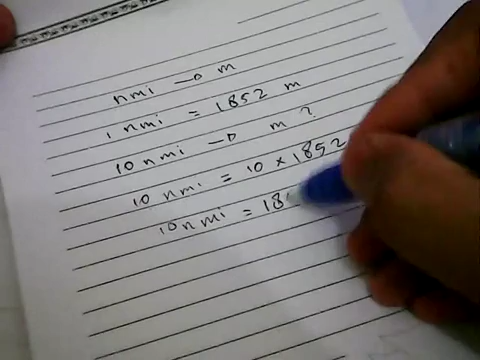 nmi → m
1 nmi = 1852 m
10 nmi → m ?
10 nmi = 10 × 1852
10 nmi = 18